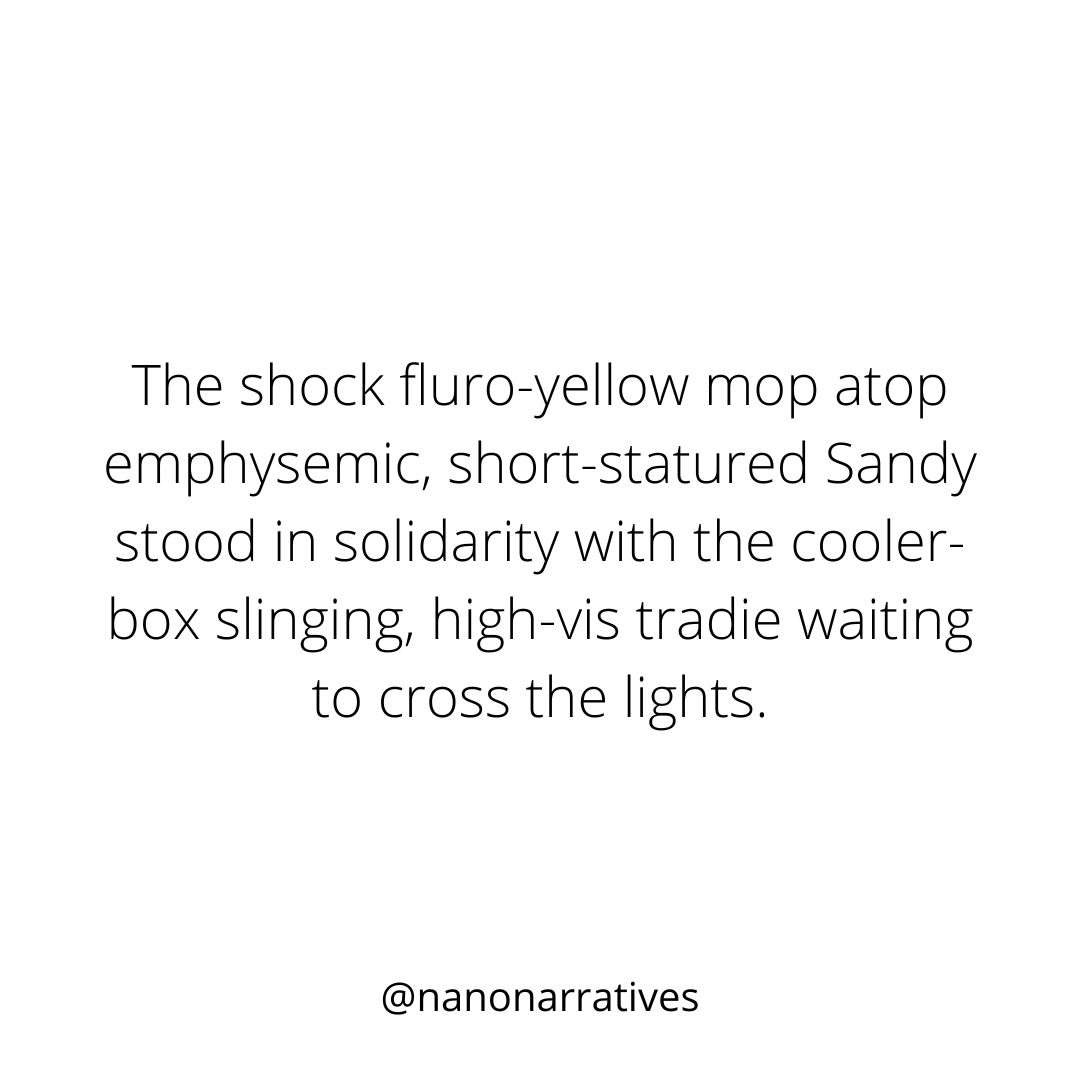 The shock fluro-yellow mop atop
emphysemic, short-statured Sandy
stood in solidarity with the cooler-
box slinging, high-vis tradie waiting
to cross the lights.
@nanonarratives